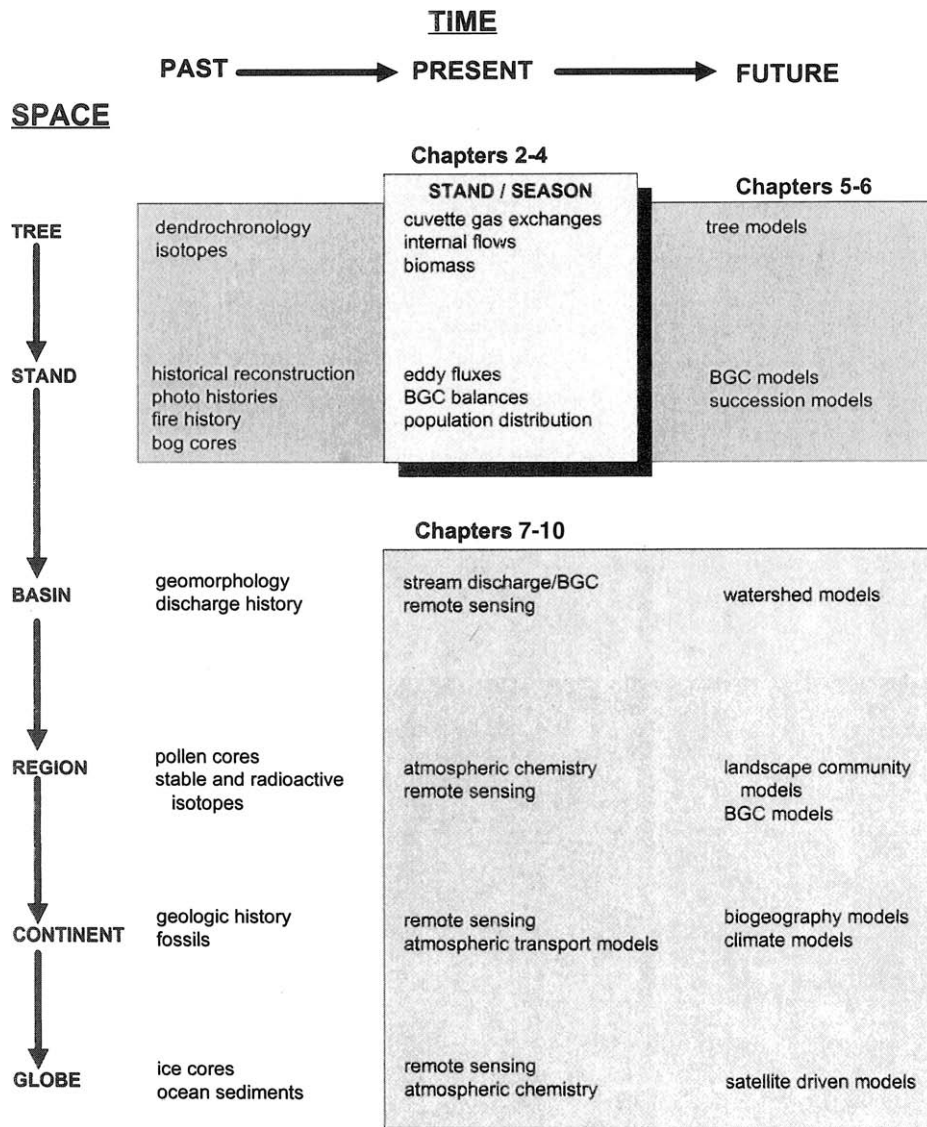 TIME
PAST PRESENT FUTURE
SPACE
Chapters 2-4
STAND / SEASON
Chapters 5-6
TREE
dendrochronology
isotopes
cuvette gas exchanges
internal flows
biomass
tree models
STAND
historical reconstruction
photo histories
fire history
bog cores
eddy fluxes
BGC balances
population distribution
BGC models
succession models
Chapters 7-10
BASIN
geomorphology
discharge history
stream discharge/BGC
remote sensing
watershed models
REGION
pollen cores
stable and radioactive
isotopes
atmospheric chemistry
remote sensing
landscape community
models
BGC models
CONTINENT
geologic history
fossils
remote sensing
atmospheric transport models
biogeography models
climate models
GLOBE
ice cores
ocean sediments
remote sensing
atmospheric chemistry
satellite driven models